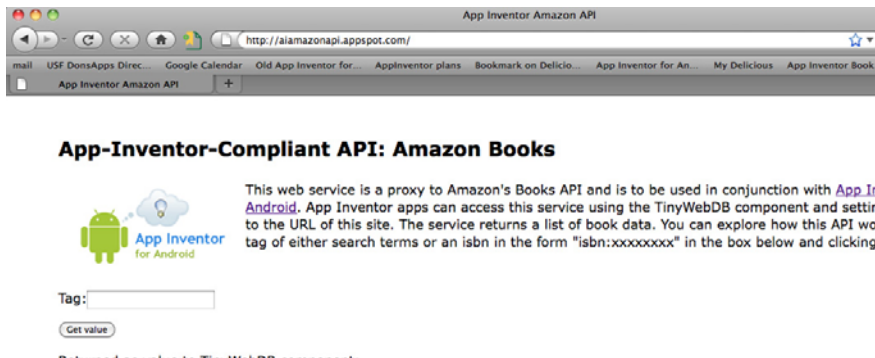 App Inventor Amazon API
http://aiamazonapi.appspot.com/
mail USF DonsApps Direc... Google Calendar Old App Inventor for... AppInventor plans Bookmark on Delicio... App Inventor for An... My Delicious App Inventor Book
App Inventor Amazon API +
App-Inventor-Compliant API: Amazon Books
This web service is a proxy to Amazon's Books API and is to be used in conjunction with App In
Android. App Inventor apps can access this service using the TinyWebDB component and settin
to the URL of this site. The service returns a list of book data. You can explore how this API wo
tag of either search terms or an isbn in the form "isbn:xxxxxxxx" in the box below and clicking
App Inventor
for Android
Tag:
Get value